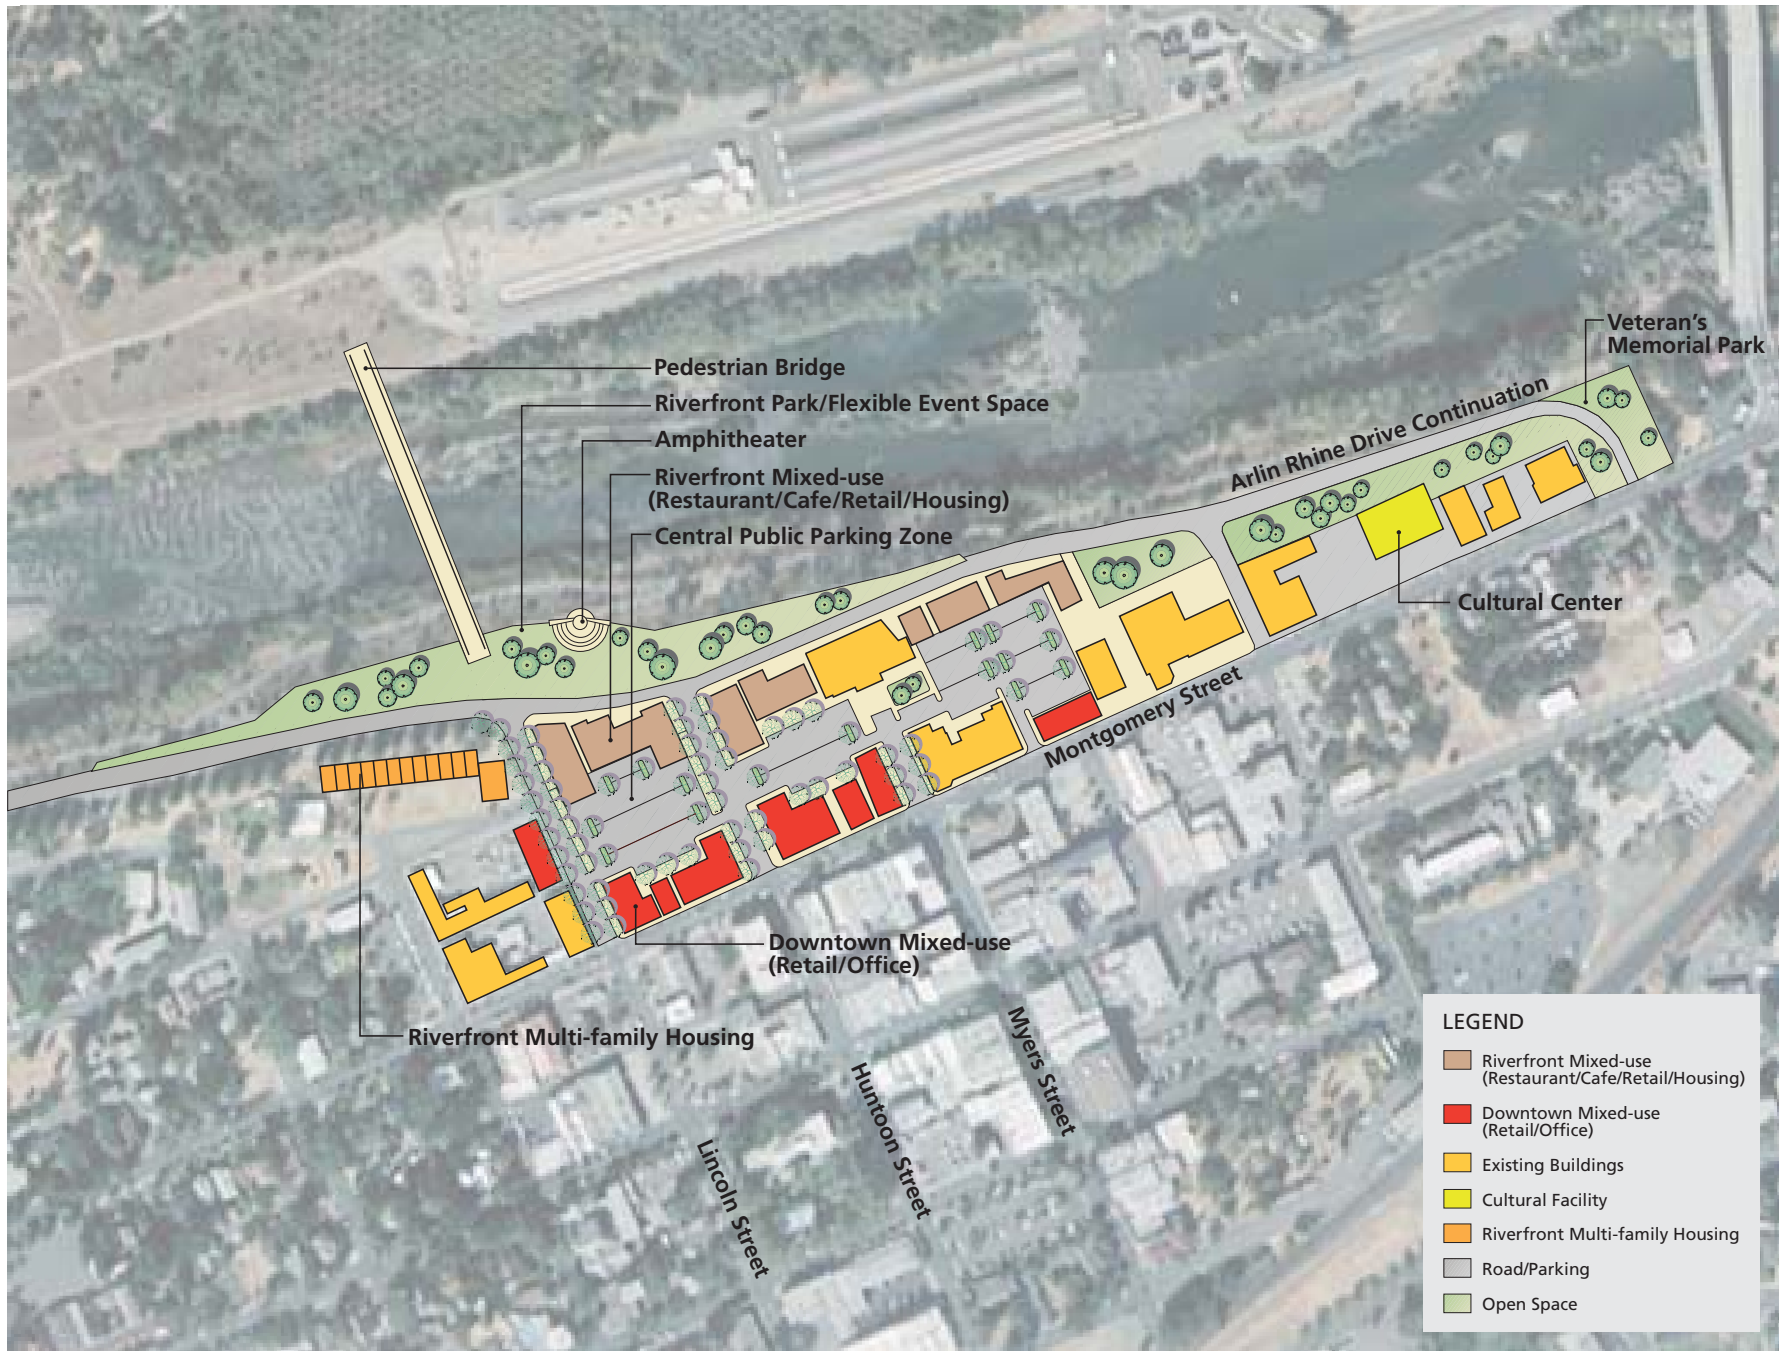 Veteran's
Memorial Park
Pedestrian Bridge
Riverfront Park/Flexible Event Space
Arlin Rhine Drive Continuation
Amphitheater
Riverfront Mixed-use
(Restaurant/Cafe/Retail/Housing)
Central Public Parking Zone
Cultural Center
Montgomery Street
Downtown Mixed-use
(Retail/Office)
Riverfront Multi-family Housing
Myers Street
Huntoon Street
Lincoln Street
LEGEND
Riverfront Mixed-use
(Restaurant/Cafe/Retail/Housing)
Downtown Mixed-use
(Retail/Office)
Existing Buildings
Cultural Facility
Riverfront Multi-family Housing
Road/Parking
Open Space